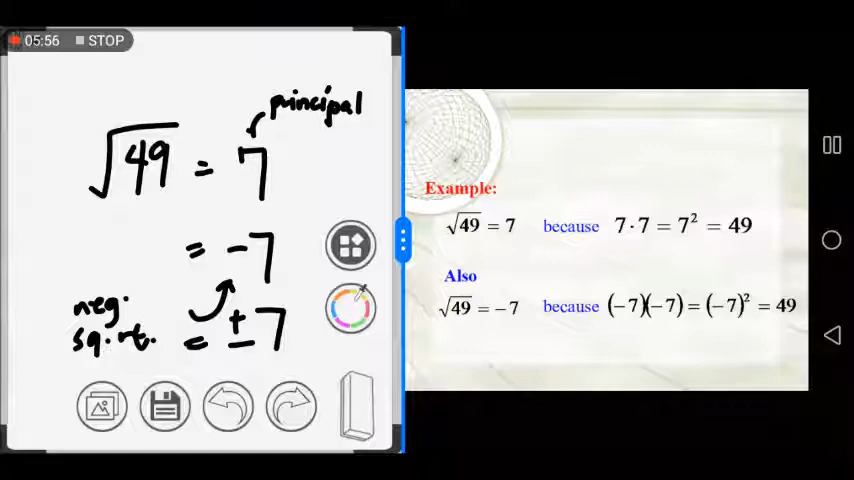 05:56 STOP
principal
√49 = 7
= -7
neg.
sq. rt. = ±7
Example:
√49 = 7 because 7·7 = 7² = 49
Also
√49 = −7 because (−7)(−7) = (−7)² = 49